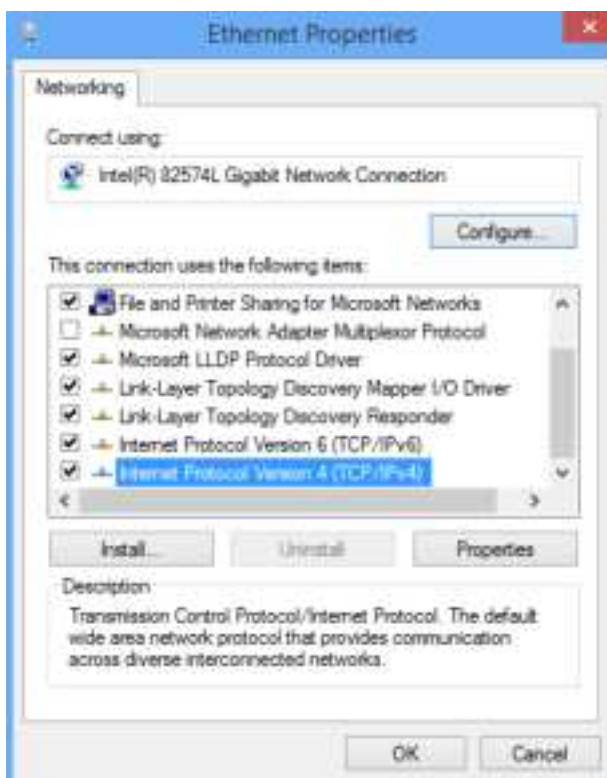 Ethernet Properties
Networking
Connect using:
Intel(R) 82574L Gigabit Network Connection
Configure...
This connection uses the following items:
File and Printer Sharing for Microsoft Networks
Microsoft Network Adapter Multiplexor Protocol
Microsoft LLDP Protocol Driver
Link-Layer Topology Discovery Mapper I/O Driver
Link-Layer Topology Discovery Responder
Internet Protocol Version 6 (TCP/IPv6)
Internet Protocol Version 4 (TCP/IPv4)
Install...
Uninstall
Properties
Description
Transmission Control Protocol/Internet Protocol. The default
wide area network protocol that provides communication
across diverse interconnected networks.
OK
Cancel